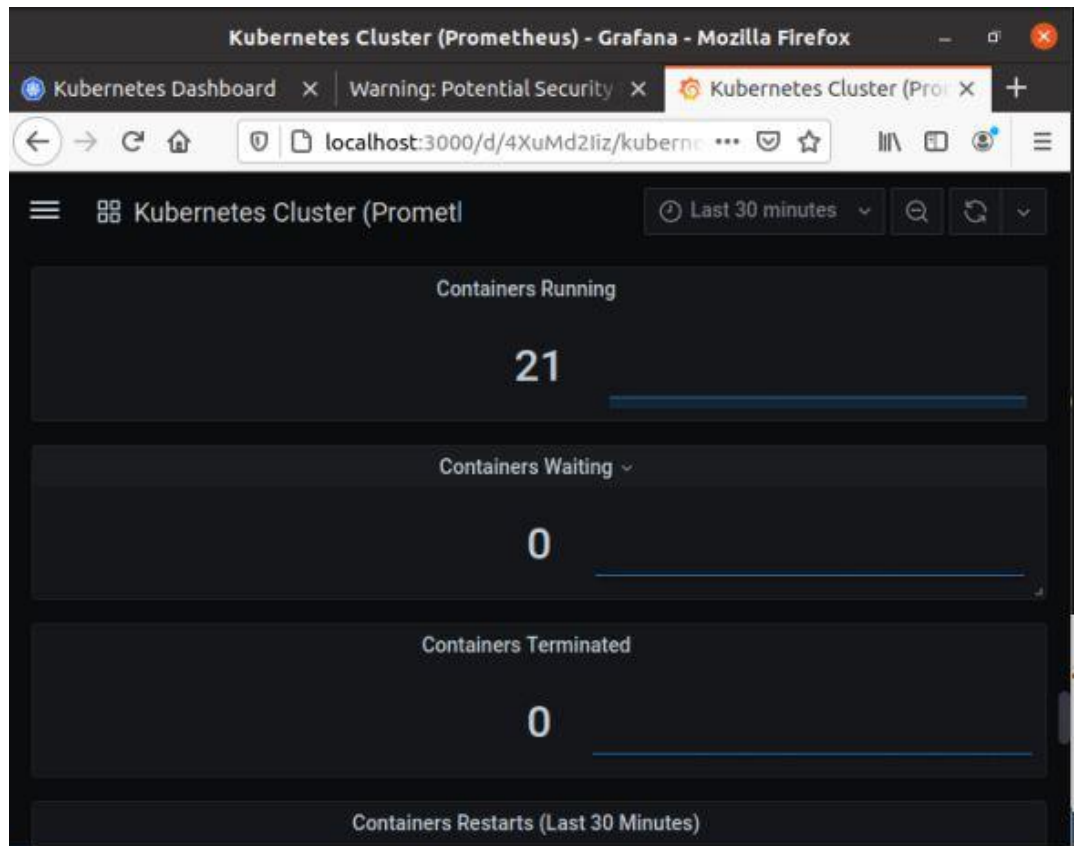 Kubernetes Cluster (Prometheus) - Grafana - Mozilla Firefox
Kubernetes Dashboard Warning: Potential Security Kubernetes Cluster (Pro
localhost:3000/d/4XuMd2Iiz/kuberne
Kubernetes Cluster (Promet Last 30 minutes
Containers Running
21
Containers Waiting
0
Containers Terminated
0
Containers Restarts (Last 30 Minutes)